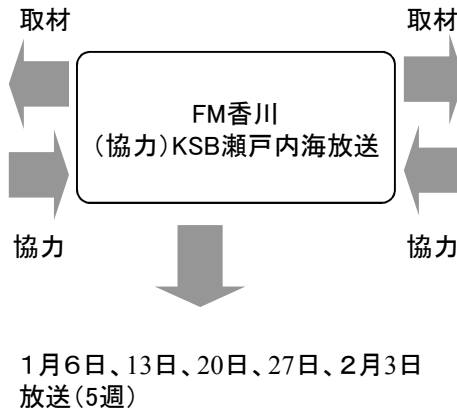 取材
取材
FM香川
（協力）KSB瀬戸内海放送
協力
協力
１月６日、13日、20日、27日、２月3日
放送（5週）